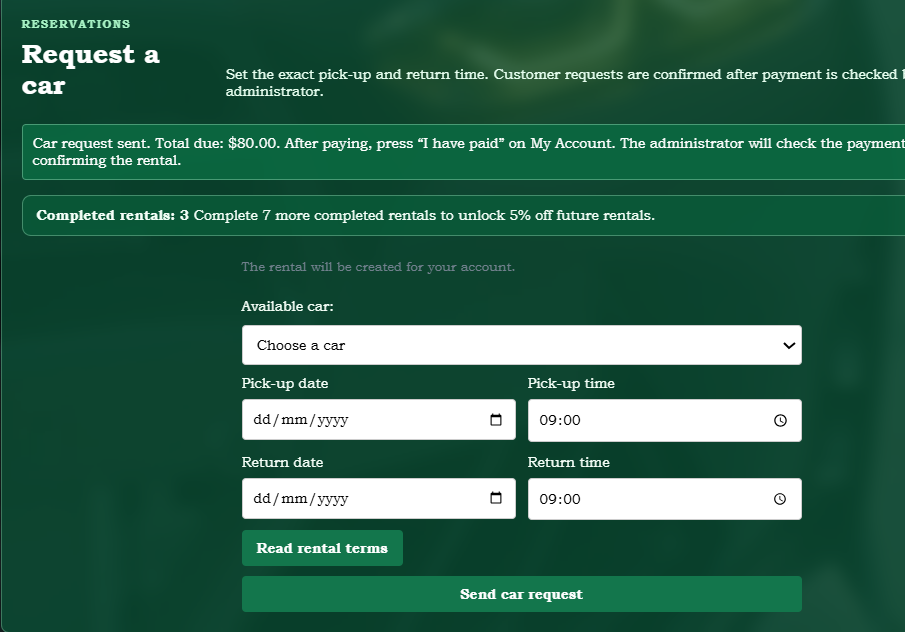 RESERVATIONS
Request a
car
Set the exact pick-up and return time. Customer requests are confirmed after payment is checked
administrator.
Car request sent. Total due: $80.00. After paying, press “I have paid” on My Account. The administrator will check the payment
confirming the rental.
Completed rentals: 3 Complete 7 more completed rentals to unlock 5% off future rentals.
The rental will be created for your account.
Available car:
Choose a car
Pick-up date
Pick-up time
dd/mm/yyyy
09:00
Return date
Return time
dd/mm/yyyy
09:00
Read rental terms
Send car request